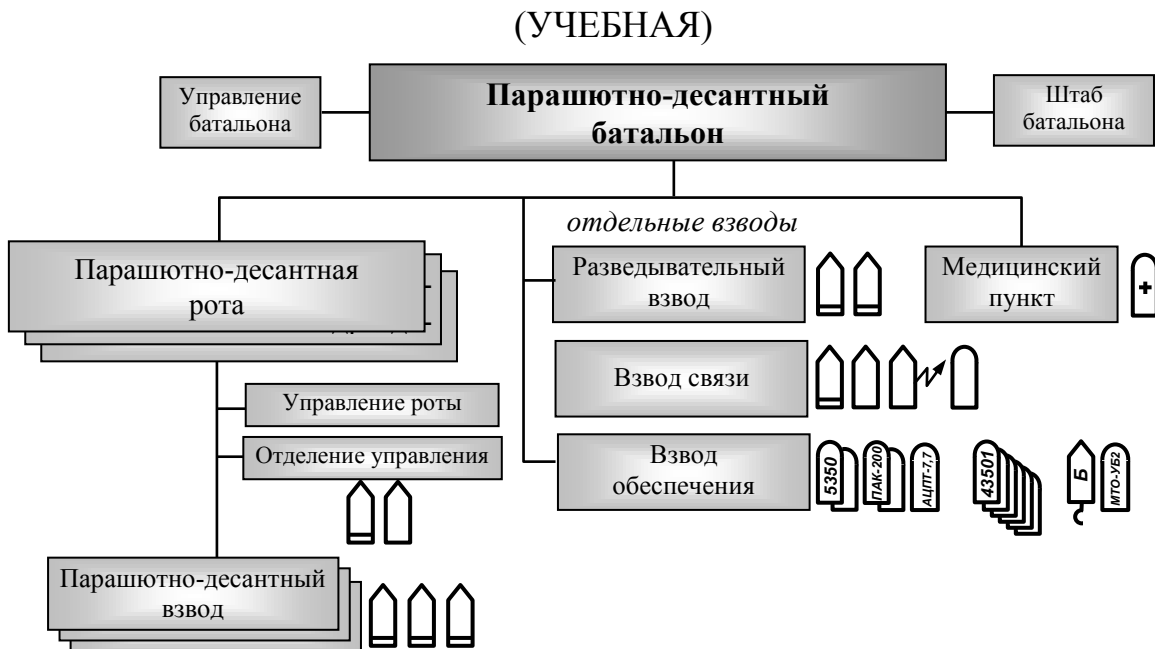 (УЧЕБНАЯ)
Управление
батальона
Парашютно-десантный
батальон
Штаб
батальона
отдельные взводы
Парашютно-десантная
рота
Разведывательный
взвод
Медицинский
пункт
+
Взвод связи
Управление роты
Отделение управления
Взвод
обеспечения
5350
ПАК-200
АЦПТ-7,7
43501
Б
МТО-УБ2
Парашютно-десантный
взвод